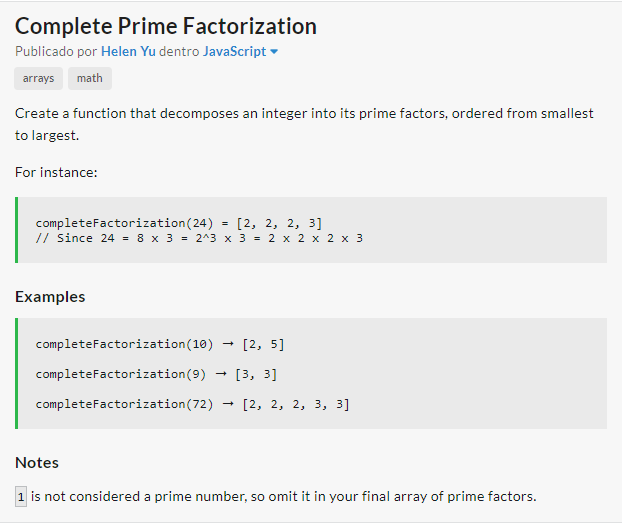 Complete Prime Factorization
Publicado por Helen Yu dentro JavaScript
arrays math
Create a function that decomposes an integer into its prime factors, ordered from smallest
to largest.
For instance:
completeFactorization(24) = [2, 2, 2, 3]
// Since 24 = 8 x 3 = 2^3 x 3 = 2 x 2 x 2 x 3
Examples
completeFactorization(10) → [2, 5]
completeFactorization(9) → [3, 3]
completeFactorization(72) → [2, 2, 2, 3, 3]
Notes
1 is not considered a prime number, so omit it in your final array of prime factors.